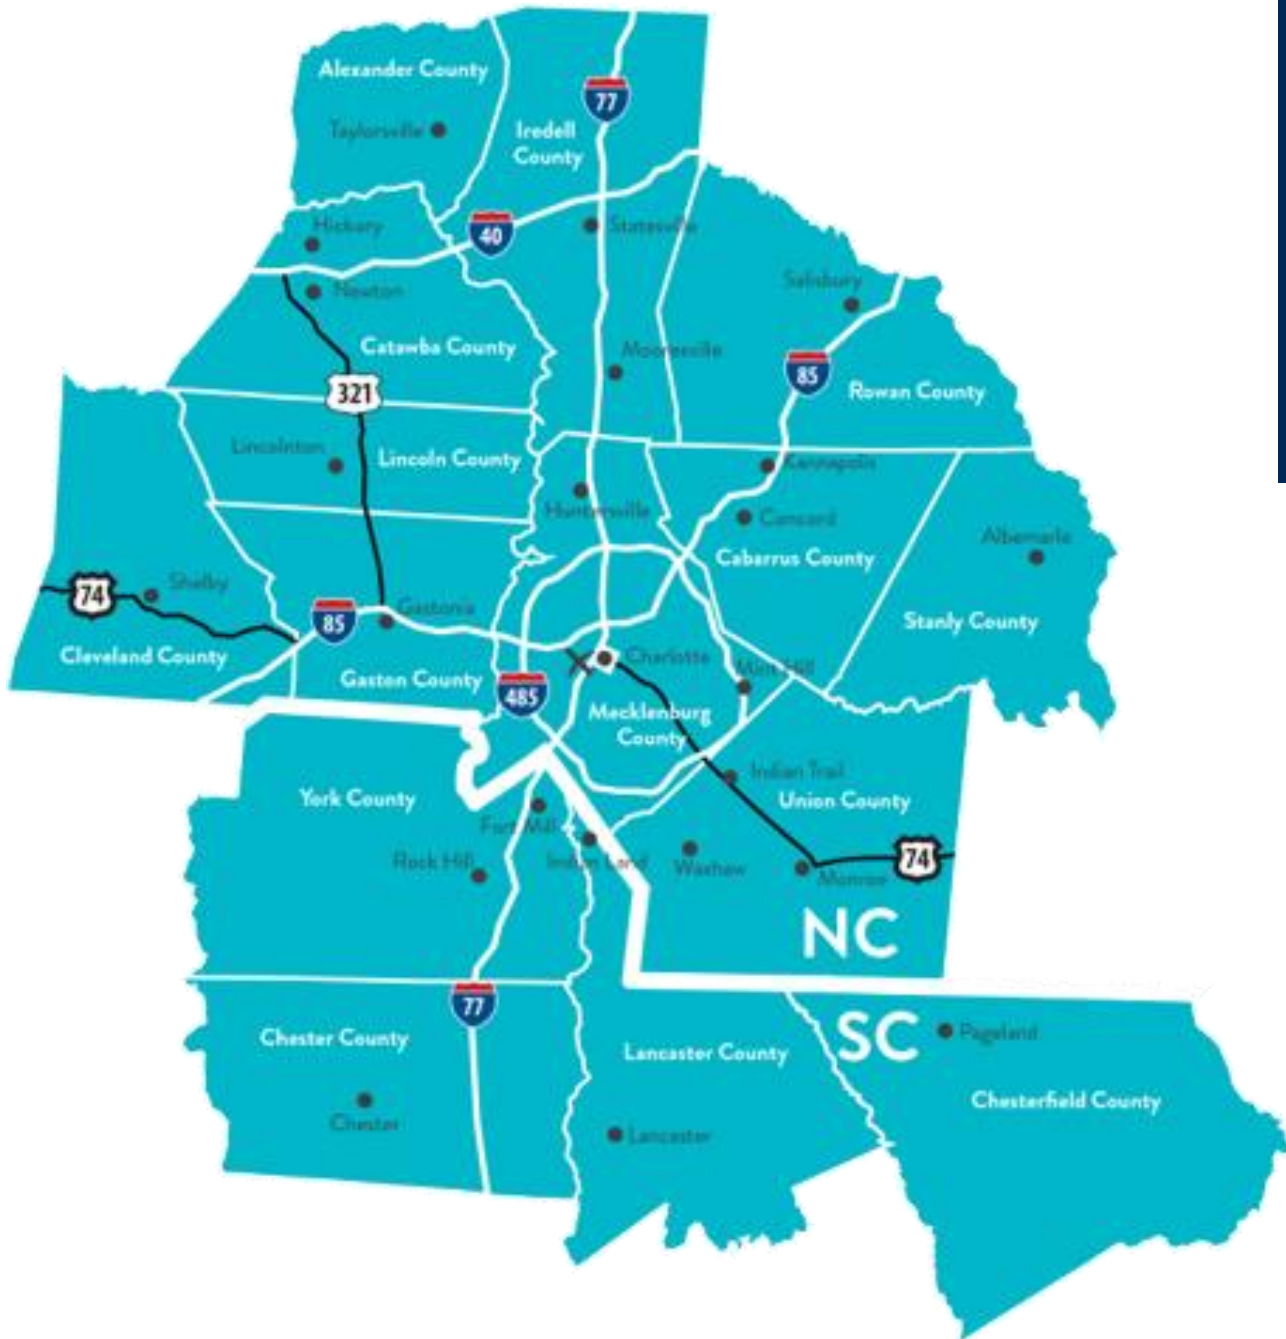 Alexander County
77
Taylorsville
Iredell
County
Hickory
40
Statesville
Newton
Salisbury
Catawba County
Mooresville
85
321
Rowan County
Lincolnton
Lincoln County
Kannapolis
Huntersville
Concord
Albemarle
Cabarrus County
74
Shelby
85
Gastonia
Stanly County
Cleveland County
Charlotte
Mint Hill
Gaston County
485
Mecklenburg
County
Indian Trail
York County
Union County
Fort Mill
Rock Hill
Indian Land
Waxhaw
74
Monroe
NC
77
SC
Pageland
Chester County
Lancaster County
Chesterfield County
Chester
Lancaster